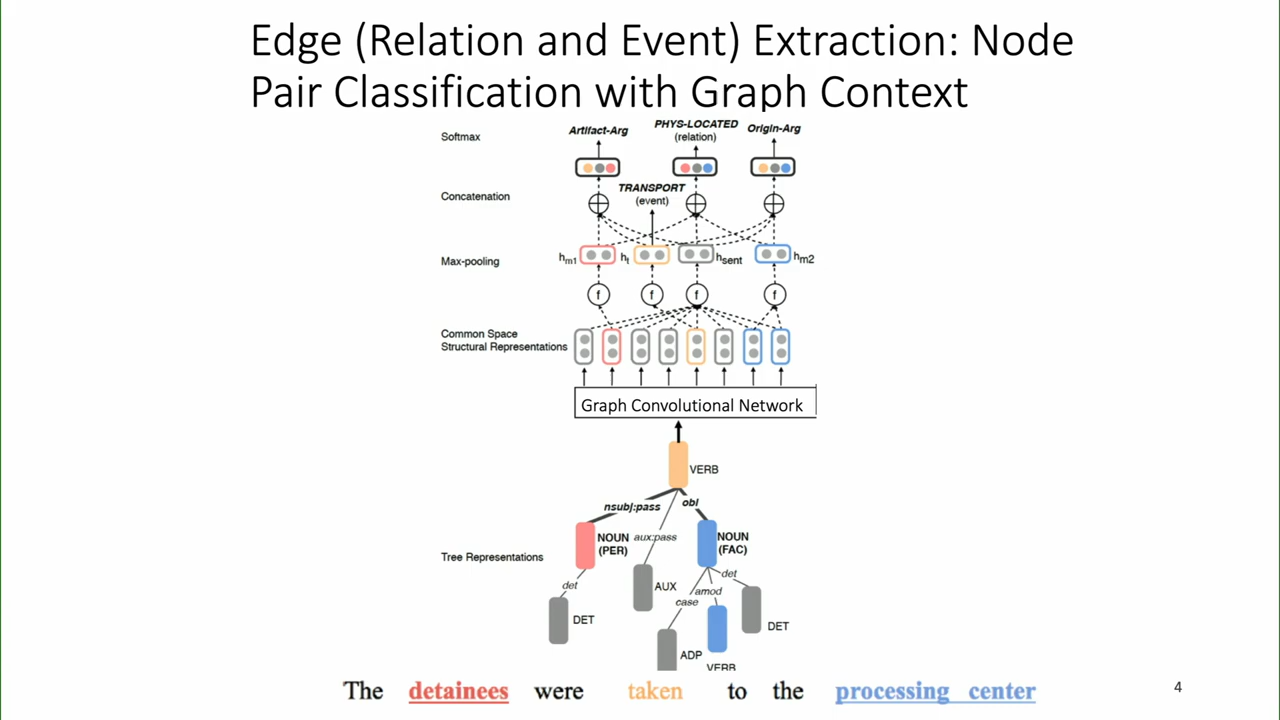 Edge (Relation and Event) Extraction: Node
Pair Classification with Graph Context
Softmax
Artifact-Arg
PHYS-LOCATED
(relation)
Origin-Arg
Concatenation
TRANSPORT
(event)
Max-pooling
hm1
ht
hsent
hm2
f
f
f
f
Common Space
Structural Representations
Graph Convolutional Network
VERB
nsubj:pass
obl
NOUN
(PER)
aux:pass
NOUN
(FAC)
Tree Representations
det
AUX
case
amod
det
DET
ADP
VERB
DET
The detainees were taken to the processing center
4